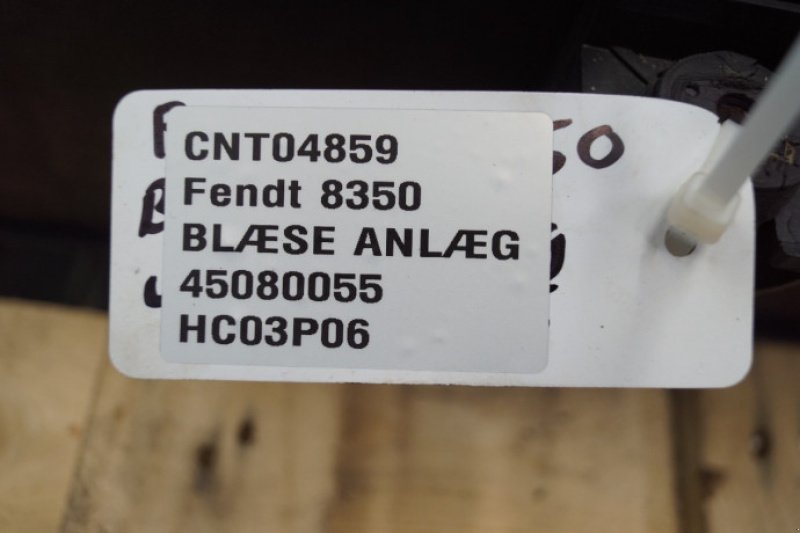 CNT04859
Fendt 8350
BLÆSE ANLÆG
45080055
HC03P06